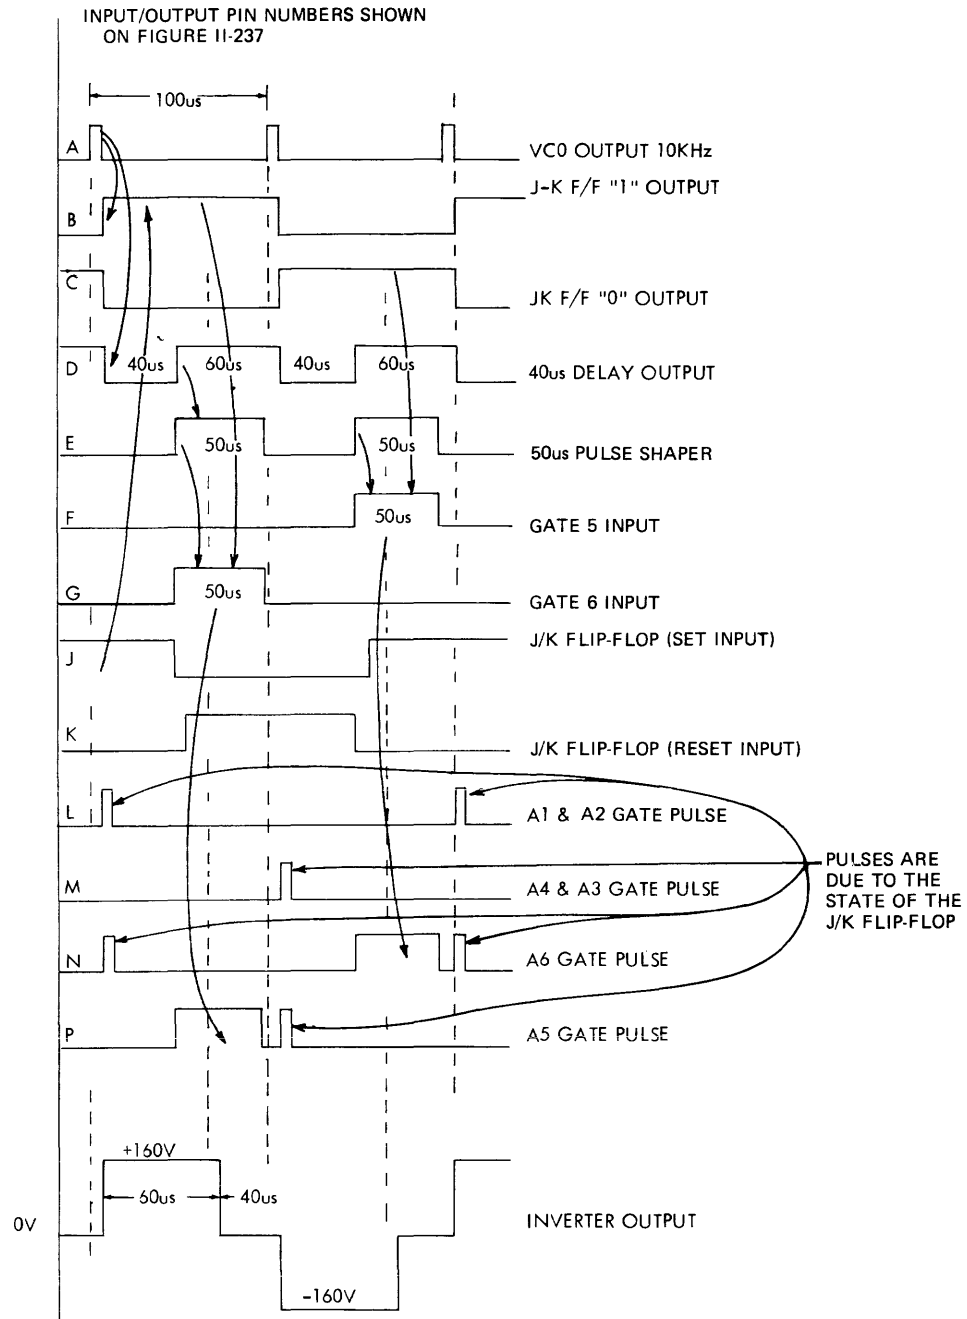 INPUT/OUTPUT PIN NUMBERS SHOWN
ON FIGURE II-237
100us
A
VC0 OUTPUT 10KHz
J-K F/F "1" OUTPUT
B
C
JK F/F "0" OUTPUT
D
40us
60us
40us
60us
40us DELAY OUTPUT
E
50us
50us
50us PULSE SHAPER
F
50us
GATE 5 INPUT
G
50us
GATE 6 INPUT
J/K FLIP-FLOP (SET INPUT)
J
K
J/K FLIP-FLOP (RESET INPUT)
L
A1 & A2 GATE PULSE
M
A4 & A3 GATE PULSE
PULSES ARE
DUE TO THE
STATE OF THE
J/K FLIP-FLOP
N
A6 GATE PULSE
P
A5 GATE PULSE
+160V
60us
40us
0V
INVERTER OUTPUT
-160V